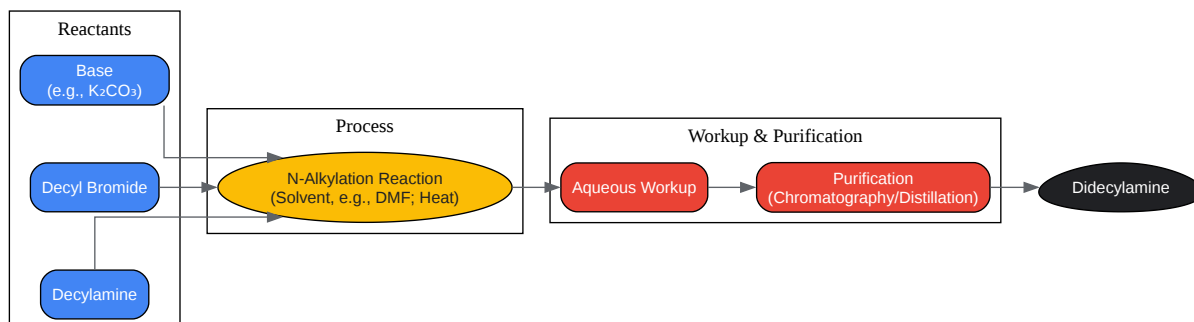 Reactants
Base
(e.g., K₂CO₃)
Decyl Bromide
Decylamine
Process
N-Alkylation Reaction
(Solvent, e.g., DMF; Heat)
Workup & Purification
Aqueous Workup
Purification
(Chromatography/Distillation)
Didecylamine